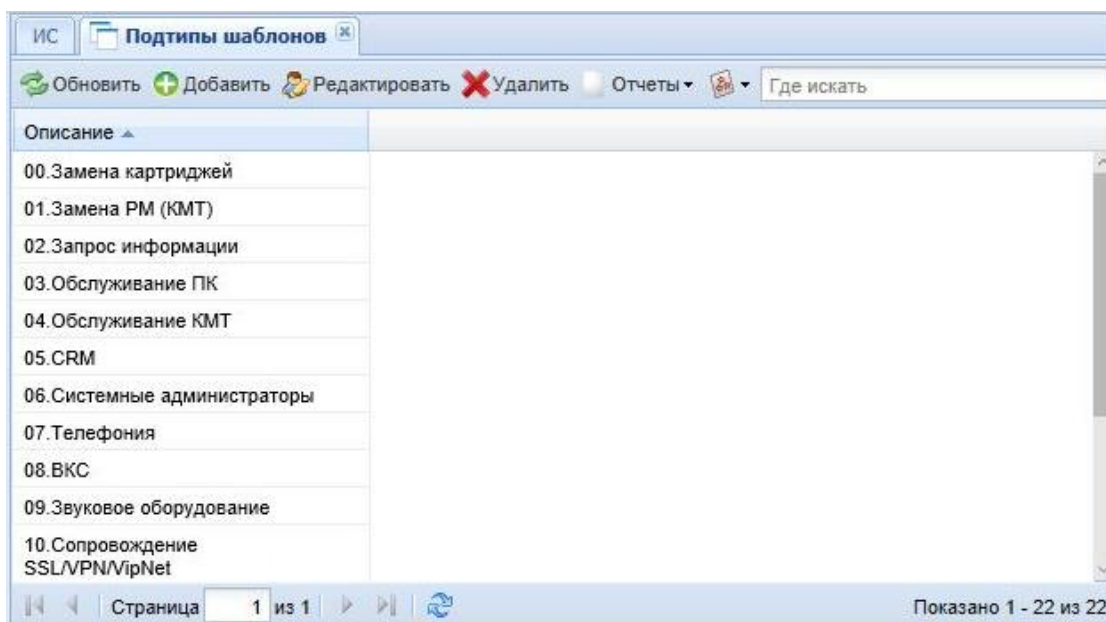 ИС Подтипы шаблонов
Обновить Добавить Редактировать Удалить Отчеты Где искать
Описание
00.Замена картриджей
01.Замена РМ (КМТ)
02.Запрос информации
03.Обслуживание ПК
04.Обслуживание КМТ
05.CRM
06.Системные администраторы
07.Телефония
08.ВКС
09.Звуковое оборудование
10.Сопровождение
SSL/VPN/VipNet
Страница 1 из 1 Показано 1 - 22 из 22